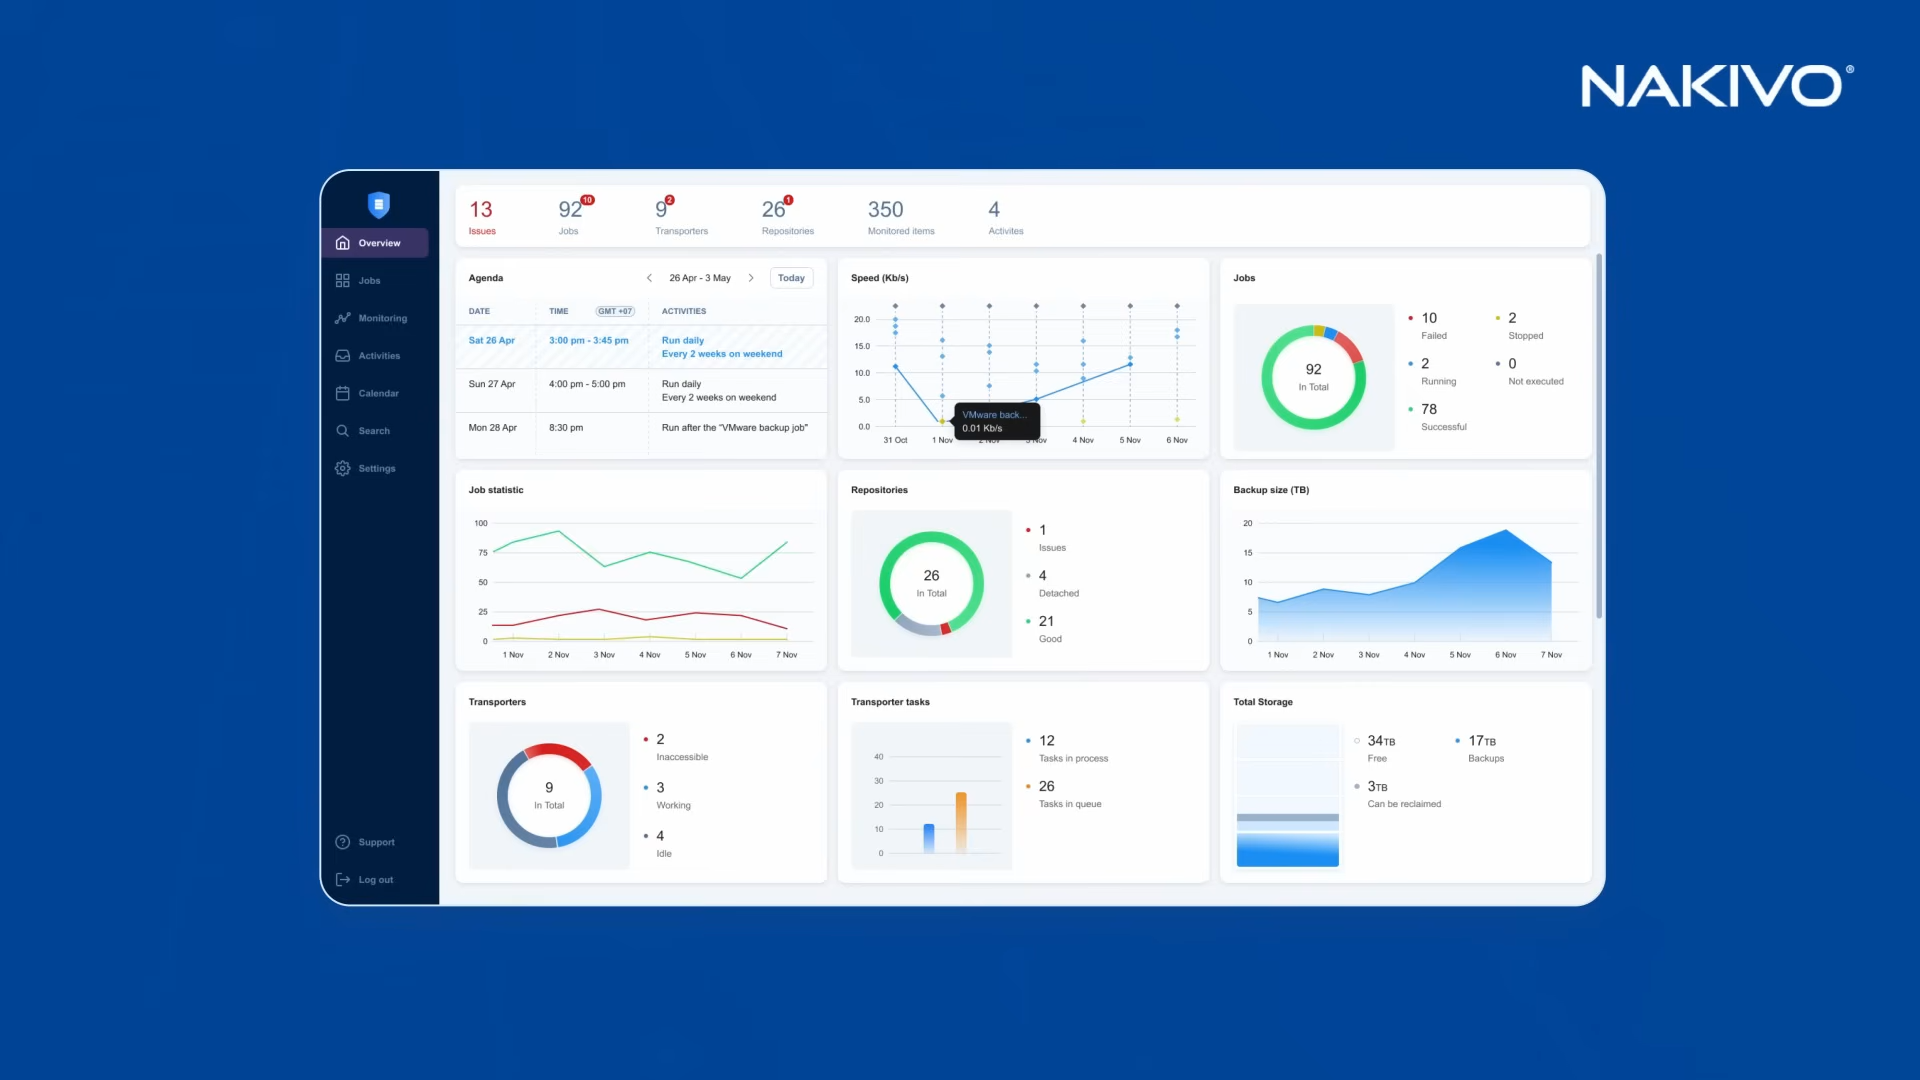 NAKIVO®
13
Issues
92 10
Jobs
9 2
Transporters
26 1
Repositories
350
Monitored items
4
Activites
Overview
Jobs
Monitoring
Activities
Calendar
Search
Settings
Support
Log out
Agenda
26 Apr - 3 May
Today
DATE TIME GMT +07 ACTIVITIES
Sat 26 Apr 3:00 pm - 3:45 pm Run daily
Every 2 weeks on weekend
Sun 27 Apr 4:00 pm - 5:00 pm Run daily
Every 2 weeks on weekend
Mon 28 Apr 8:30 pm Run after the "VMware backup job"
Speed (Kb/s)
20.0
15.0
10.0
5.0
0.0
VMware back...
0.01 Kb/s
31 Oct 1 Nov 2 Nov 3 Nov 4 Nov 5 Nov 6 Nov
Jobs
92
In Total
10
Failed
2
Stopped
2
Running
0
Not executed
78
Successful
Job statistic
100
75
50
25
0
1 Nov 2 Nov 3 Nov 4 Nov 5 Nov 6 Nov 7 Nov
Repositories
26
In Total
1
Issues
4
Detached
21
Good
Backup size (TB)
20
15
10
5
0
1 Nov 2 Nov 3 Nov 4 Nov 5 Nov 6 Nov 7 Nov
Transporters
9
In Total
2
Inaccessible
3
Working
4
Idle
Transporter tasks
40
30
20
10
0
12
Tasks in process
26
Tasks in queue
Total Storage
34TB
Free
17TB
Backups
3TB
Can be reclaimed